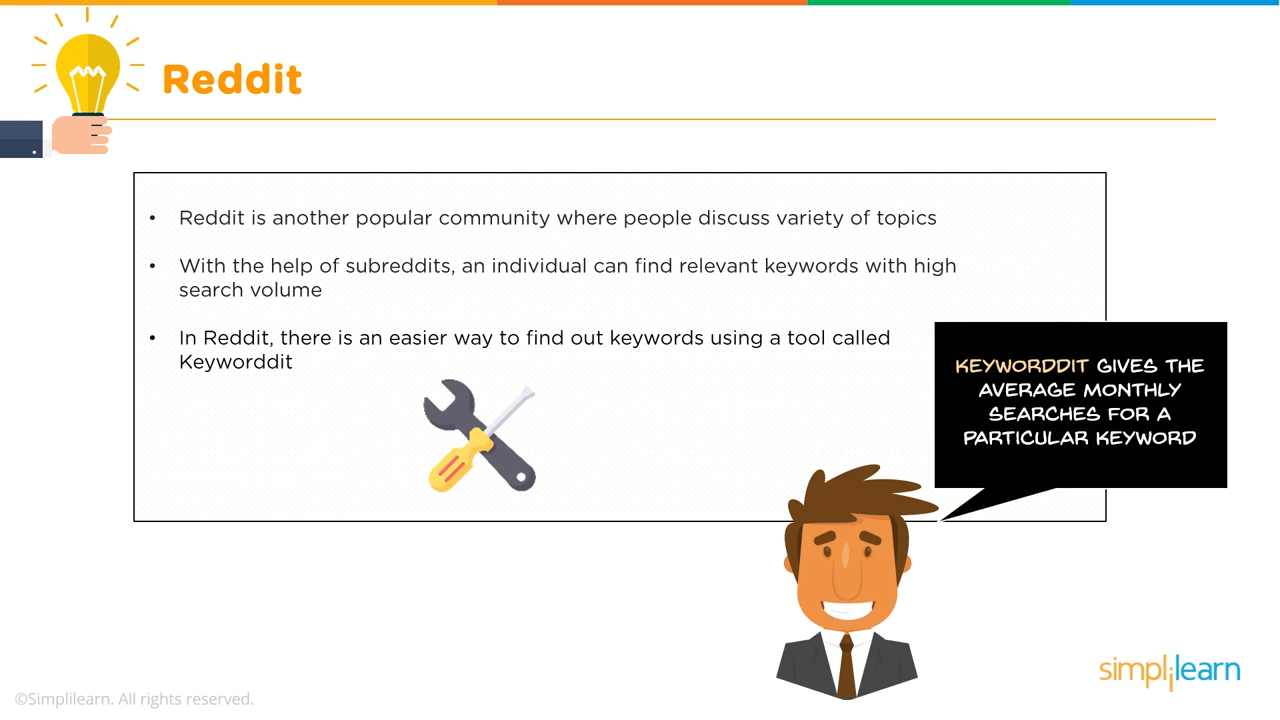 Reddit
• Reddit is another popular community where people discuss variety of topics
• With the help of subreddits, an individual can find relevant keywords with high
search volume
• In Reddit, there is an easier way to find out keywords using a tool called
Keyworddit
KEYWORDDIT GIVES THE
AVERAGE MONTHLY
SEARCHES FOR A
PARTICULAR KEYWORD
simplilearn
©Simplilearn. All rights reserved.